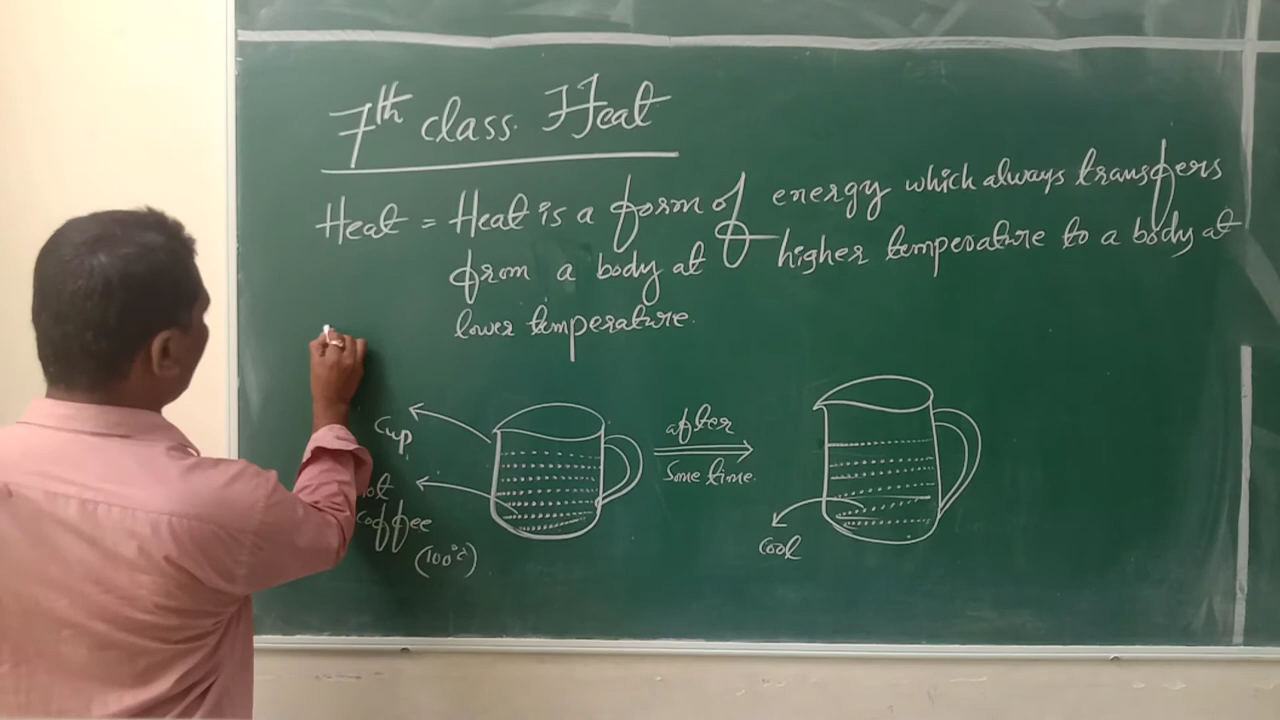 7th class. Heat
Heat = Heat is a form of energy which always transfers
from a body at higher temperature to a body at
lower temperature.
Cup
after
Some time.
coffee
(100°c)
cool